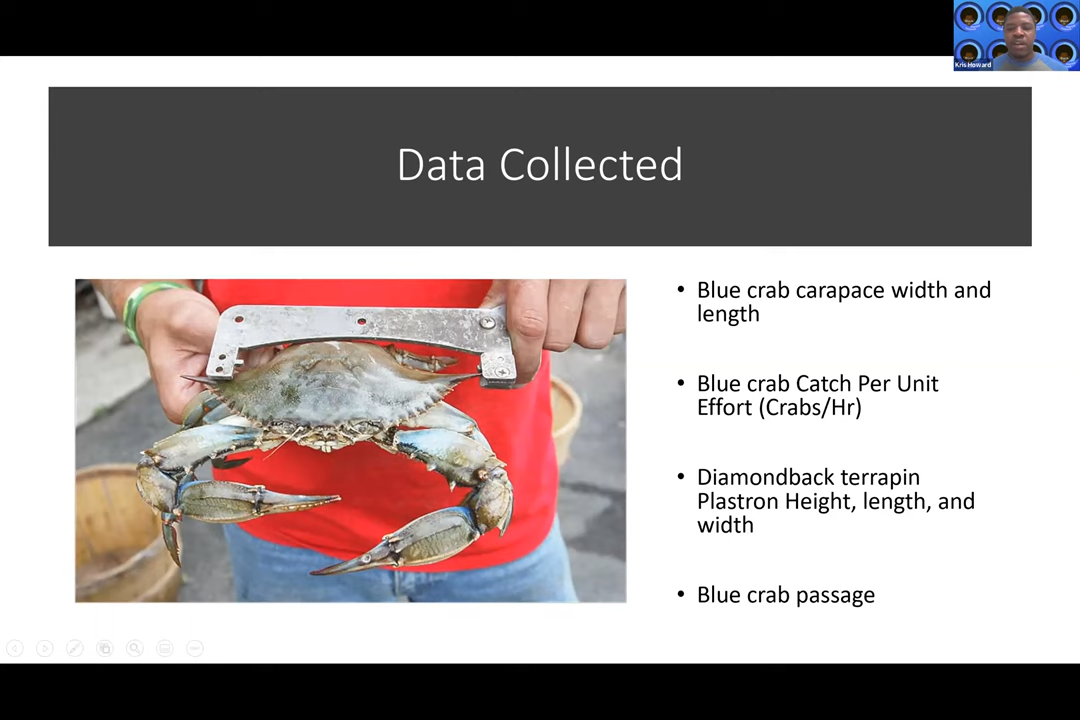 Kris Howard
Data Collected
• Blue crab carapace width and
length
• Blue crab Catch Per Unit
Effort (Crabs/Hr)
• Diamondback terrapin
Plastron Height, length, and
width
• Blue crab passage